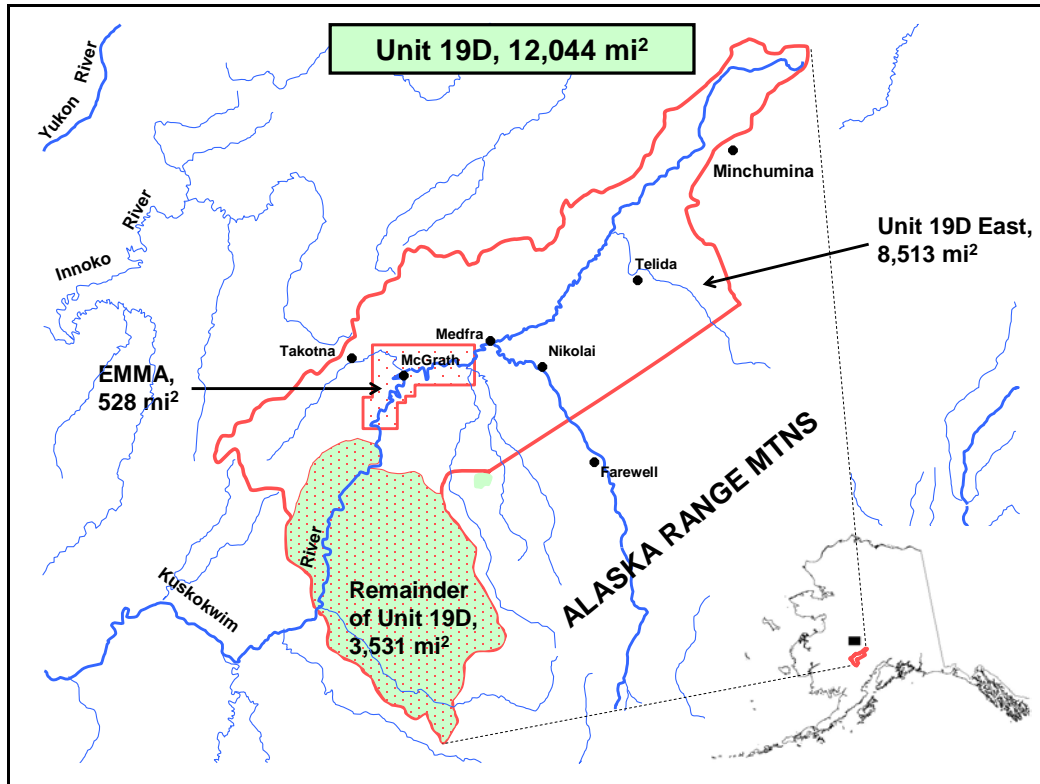 Unit 19D, 12,044 mi²
Yukon River
Minchumina
Innoko River
Unit 19D East,
8,513 mi²
Telida
Medfra
Takotna
McGrath
Nikolai
EMMA,
528 mi²
Farewell
ALASKA RANGE MTNS
River
Kuskokwim
Remainder
of Unit 19D,
3,531 mi²